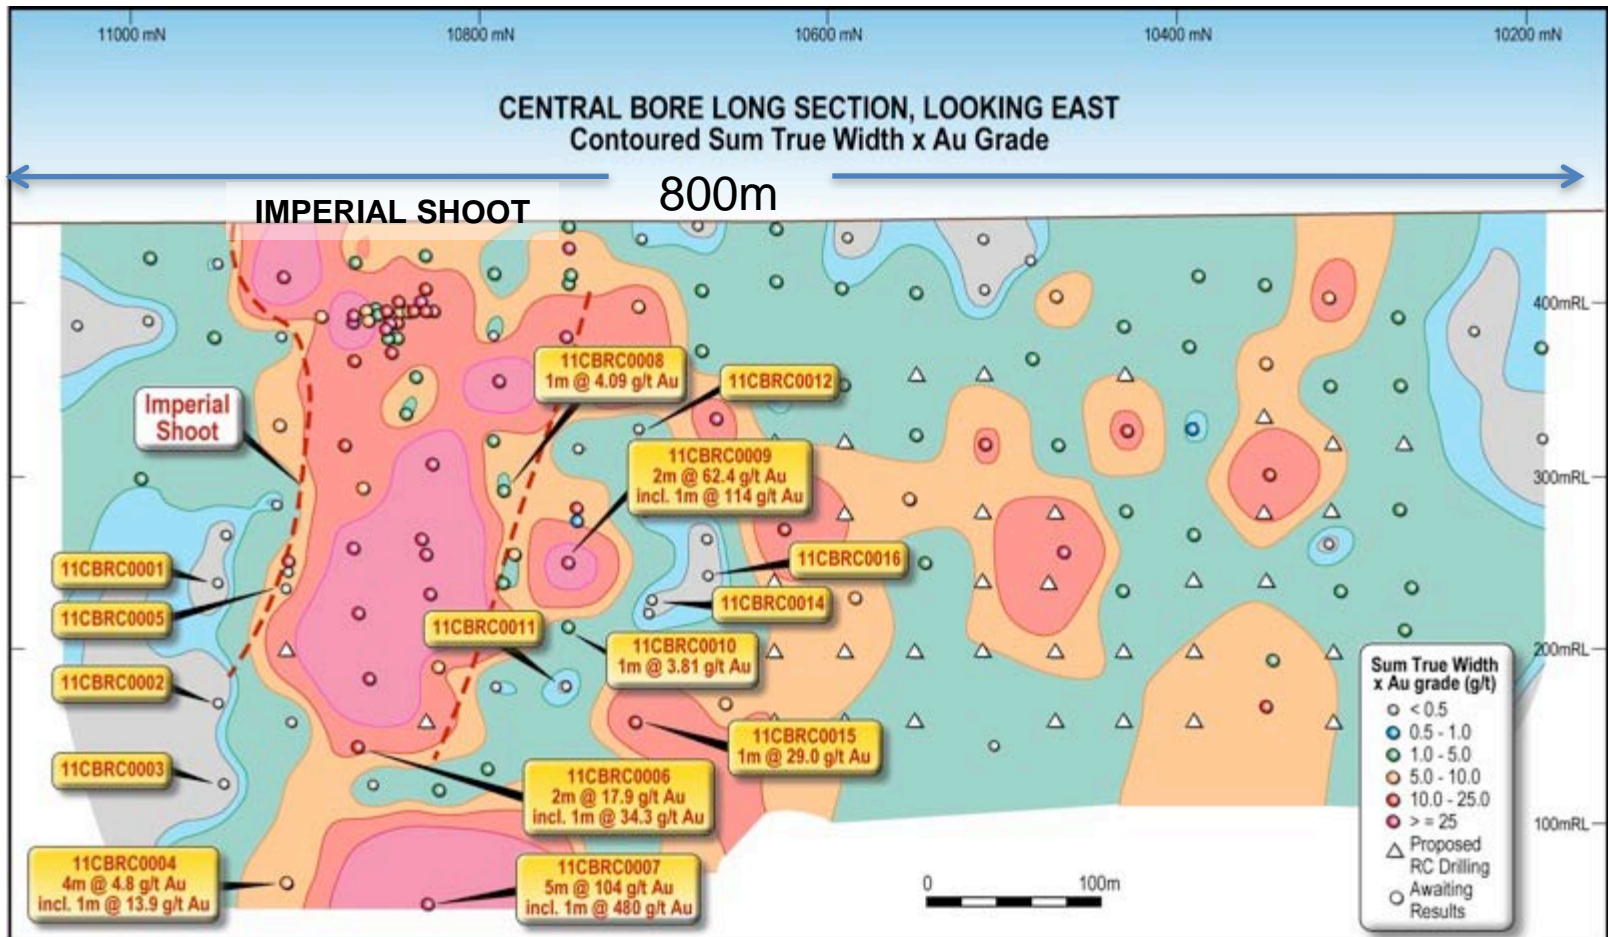 11000 mN
10800 mN
10600 mN
10400 mN
10200 mN
CENTRAL BORE LONG SECTION, LOOKING EAST
Contoured Sum True Width x Au Grade
800m
IMPERIAL SHOOT
400mRL
11CBRC0008
1m @ 4.09 g/t Au
11CBRC0012
Imperial
Shoot
11CBRC0009
2m @ 62.4 g/t Au
incl. 1m @ 114 g/t Au
300mRL
11CBRC0001
11CBRC0016
11CBRC0005
11CBRC0014
11CBRC0011
11CBRC0010
1m @ 3.81 g/t Au
200mRL
11CBRC0002
11CBRC0015
1m @ 29.0 g/t Au
11CBRC0003
11CBRC0006
2m @ 17.9 g/t Au
incl. 1m @ 34.3 g/t Au
100mRL
11CBRC0004
4m @ 4.8 g/t Au
incl. 1m @ 13.9 g/t Au
11CBRC0007
5m @ 104 g/t Au
incl. 1m @ 480 g/t Au
0 100m
Sum True Width
x Au grade (g/t)
< 0.5
0.5 - 1.0
1.0 - 5.0
5.0 - 10.0
10.0 - 25.0
> = 25
Proposed
RC Drilling
Awaiting
Results